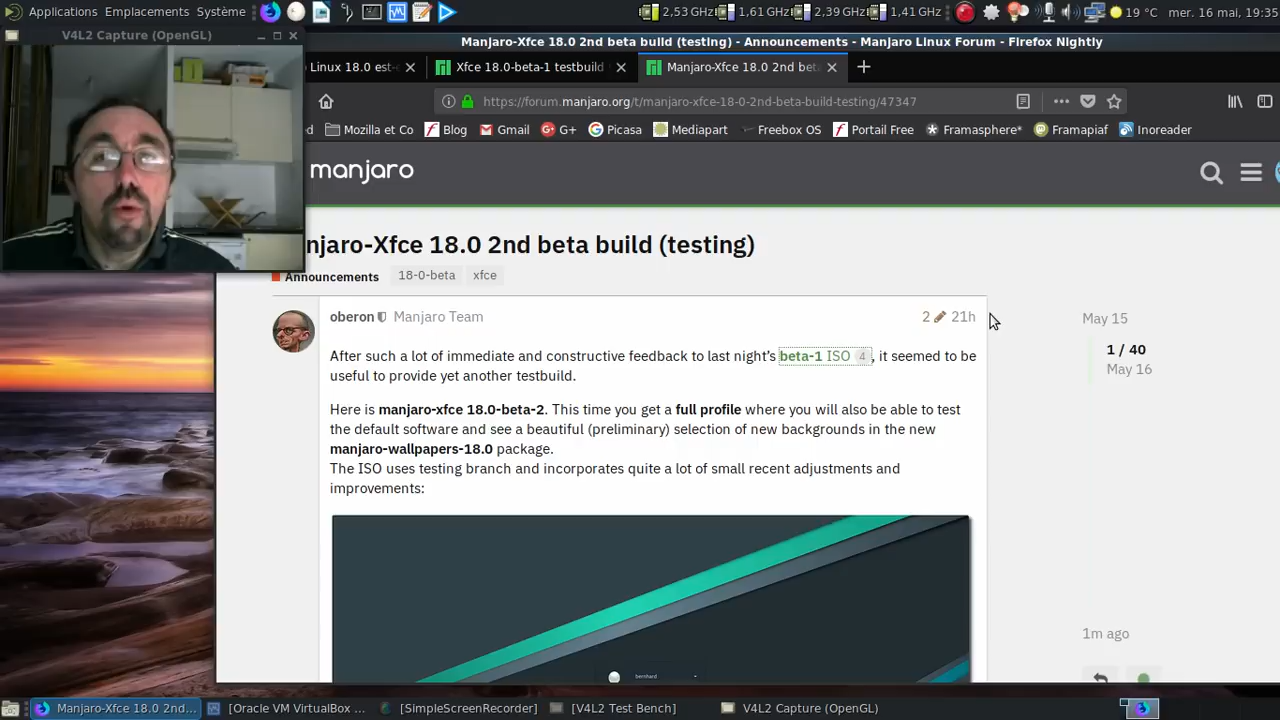 Applications Emplacements Système 2,53 GHz 1,61 GHz 2,39 GHz 1,41 GHz 19 °C mer. 16 mai, 19:35
V4L2 Capture (OpenGL)
Manjaro-Xfce 18.0 2nd beta build (testing) - Announcements - Manjaro Linux Forum - Firefox Nightly
Linux 18.0 est- Xfce 18.0-beta-1 testbuild Manjaro-Xfce 18.0 2nd bet
https://forum.manjaro.org/t/manjaro-xfce-18-0-2nd-beta-build-testing/47347
Mozilla et Co Blog Gmail G+ Picasa Mediapart Freebox OS Portail Free Framasphère* Framapiaf Inoreader
manjaro
njaro-Xfce 18.0 2nd beta build (testing)
Announcements 18-0-beta xfce
oberon Manjaro Team 2 21h
May 15
After such a lot of immediate and constructive feedback to last night's beta-1 ISO 4, it seemed to be
useful to provide yet another testbuild.
1 / 40
May 16
Here is manjaro-xfce 18.0-beta-2. This time you get a full profile where you will also be able to test
the default software and see a beautiful (preliminary) selection of new backgrounds in the new
manjaro-wallpapers-18.0 package.
The ISO uses testing branch and incorporates quite a lot of small recent adjustments and
improvements:
1m ago
bernhard
Manjaro-Xfce 18.0 2nd... [Oracle VM VirtualBox ... [SimpleScreenRecorder] [V4L2 Test Bench] V4L2 Capture (OpenGL)